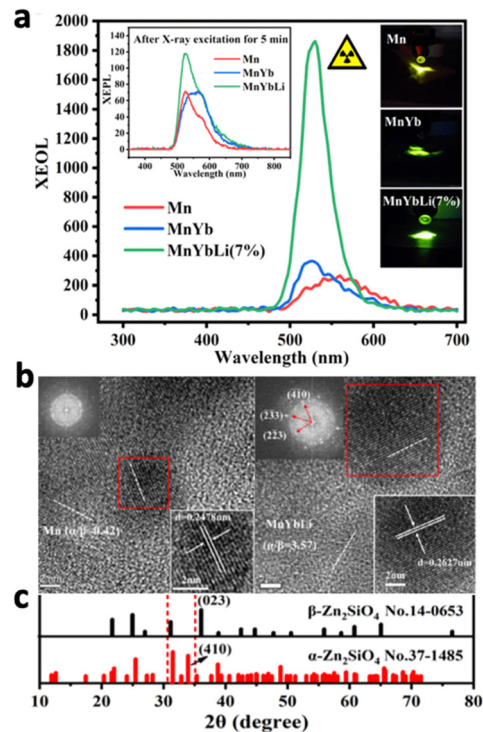 a
2000
1800
1600
1400
1200
1000
800
600
400
200
0
XEOL
300
400
500
600
700
Wavelength (nm)
Mn
MnYb
MnYbLi(7%)
After X-ray excitation for 5 min
XEPL
120
100
80
60
40
20
0
400
500
600
700
800
Wavelength (nm)
Mn
MnYb
MnYbLi
Mn
MnYb
MnYbLi(7%)
b
Mn (α/β=0.42)
d=0.2478nm
2nm
(410)
(233)
(223)
MnYbLi
(α/β=3.57)
d=0.2627nm
2nm
c
(023)
β-Zn₂SiO₄ No.14-0653
(410)
α-Zn₂SiO₄ No.37-1485
10
20
30
40
50
60
70
80
2θ (degree)